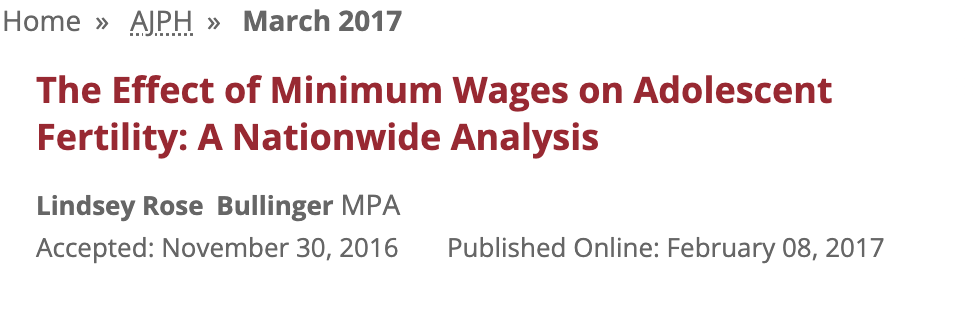 Home » AJPH » March 2017
The Effect of Minimum Wages on Adolescent
Fertility: A Nationwide Analysis
Lindsey Rose Bullinger MPA
Accepted: November 30, 2016 Published Online: February 08, 2017